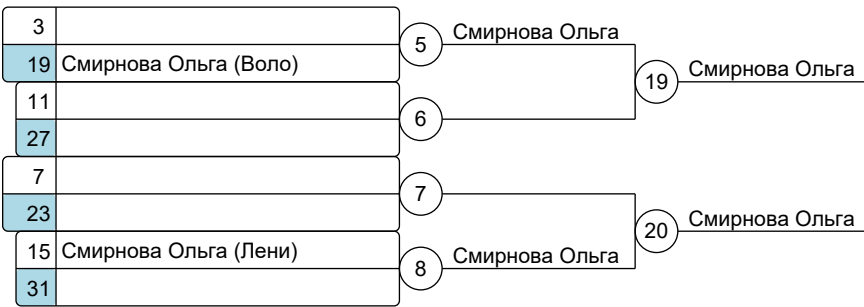 3
19 Смирнова Ольга (Воло)
5 Смирнова Ольга
11
27
6
19 Смирнова Ольга
7
23
7
15 Смирнова Ольга (Лени)
31
8 Смирнова Ольга
20 Смирнова Ольга